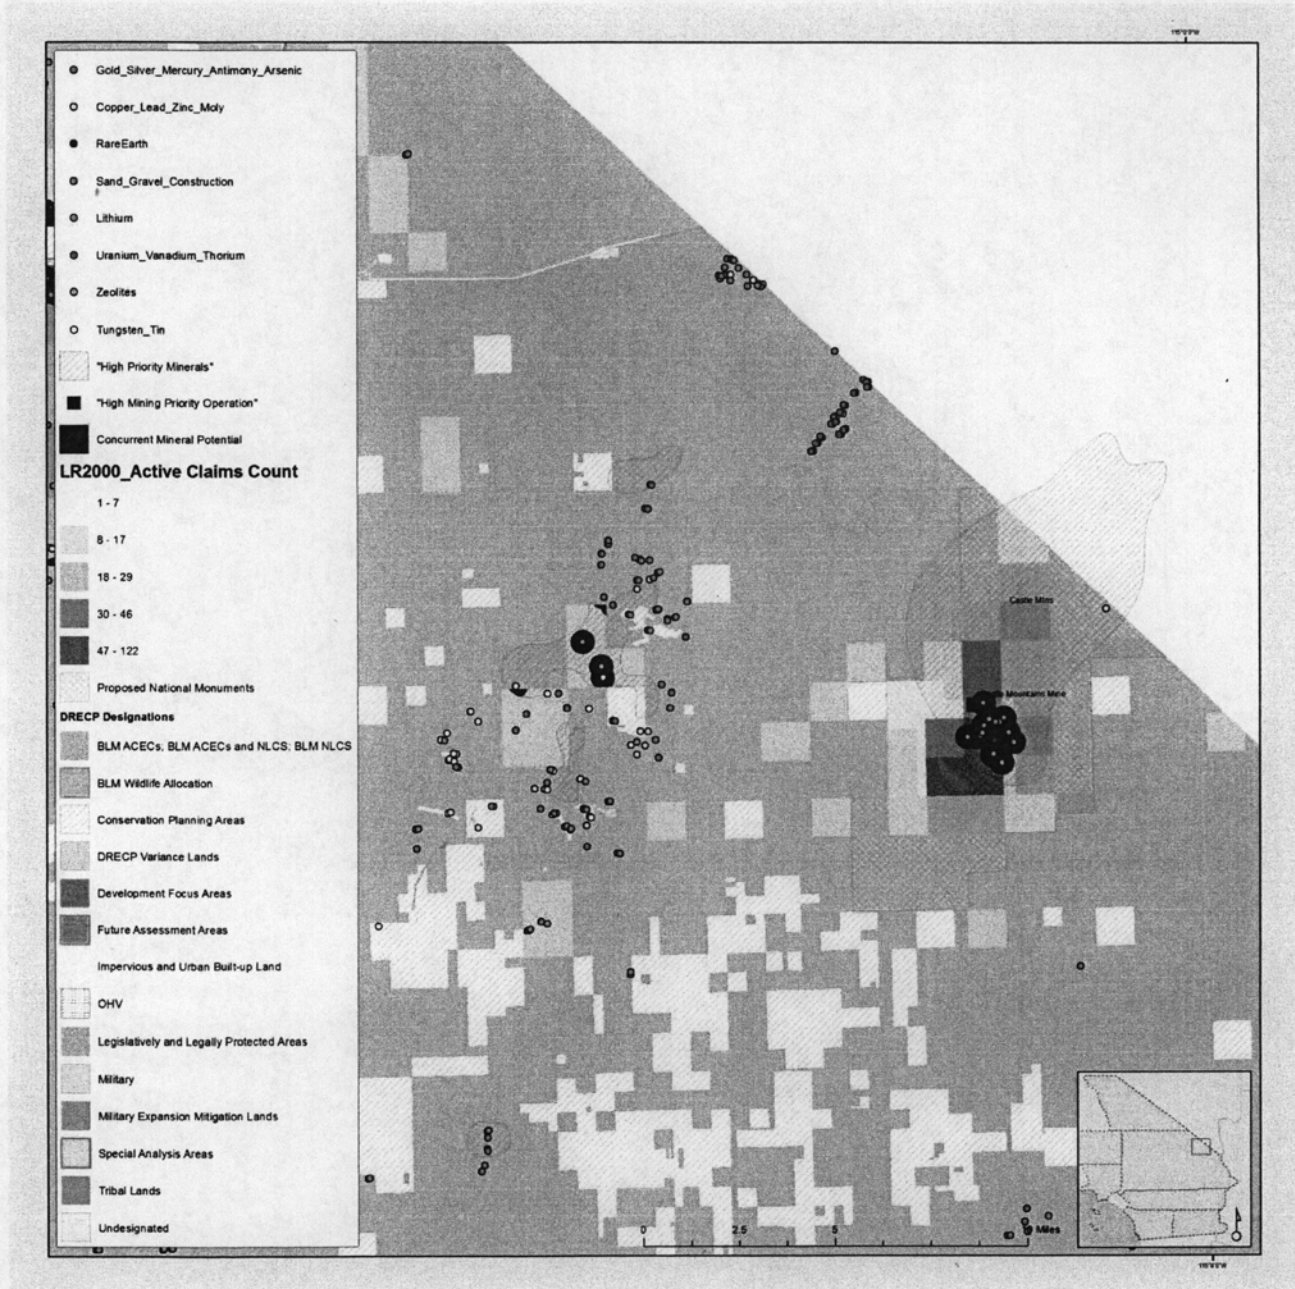 Gold_Silver_Mercury_Antimony_Arsenic
Copper_Lead_Zinc_Moly
RareEarth
Sand_Gravel_Construction
Lithium
Uranium_Vanadium_Thorium
Zeolites
Tungsten_Tin
"High Priority Minerals"
"High Mining Priority Operation"
Concurrent Mineral Potential
LR2000_Active Claims Count
1 - 7
8 - 17
18 - 29
30 - 46
47 - 122
Proposed National Monuments
DRECP Designations
BLM ACECs; BLM ACECs and NLCS; BLM NLCS
BLM Wildlife Allocation
Conservation Planning Areas
DRECP Variance Lands
Development Focus Areas
Future Assessment Areas
Impervious and Urban Built-up Land
OHV
Legislatively and Legally Protected Areas
Military
Military Expansion Mitigation Lands
Special Analysis Areas
Tribal Lands
Undesignated
Castle Mtns
Mountains Mine
0 2.5 5 Miles